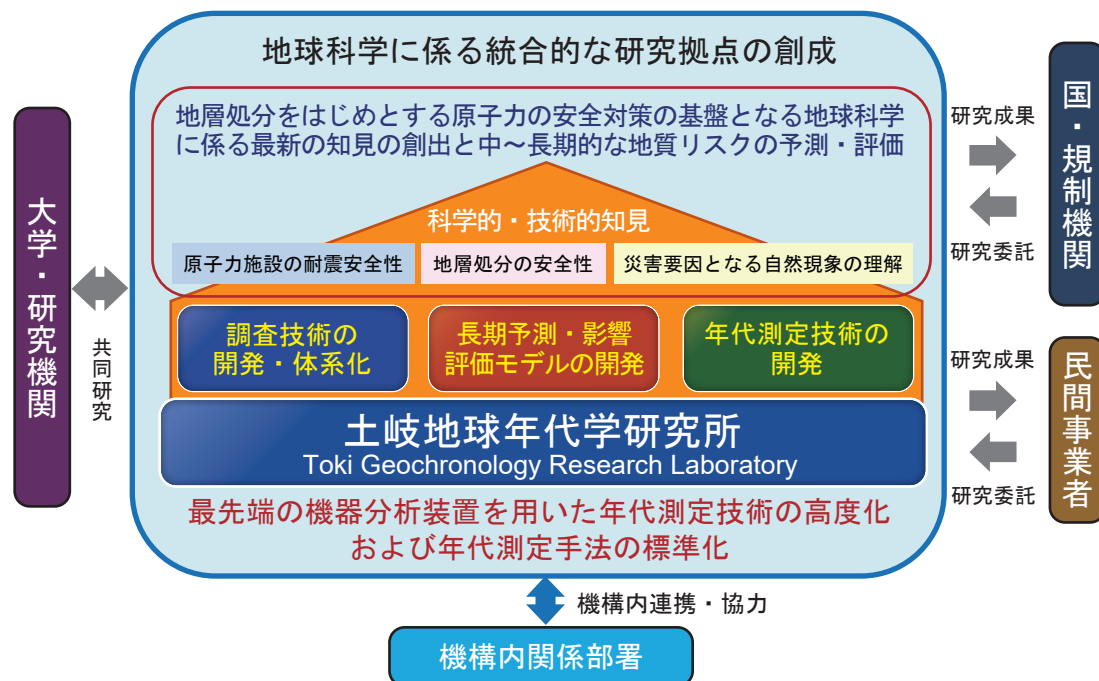 地球科学に係る統合的な研究拠点の創成
地層処分をはじめとする原子力の安全対策の基盤となる地球科学
に係る最新の知見の創出と中〜長期的な地質リスクの予測・評価
科学的・技術的知見
原子力施設の耐震安全性
地層処分の安全性
災害要因となる自然現象の理解
調査技術の
開発・体系化
長期予測・影響
評価モデルの開発
年代測定技術の
開発
土岐地球年代学研究所
Toki Geochronology Research Laboratory
最先端の機器分析装置を用いた年代測定技術の高度化
および年代測定手法の標準化
大学・研究機関
共同研究
国・規制機関
研究成果
研究委託
民間事業者
研究成果
研究委託
機構内連携・協力
機構内関係部署